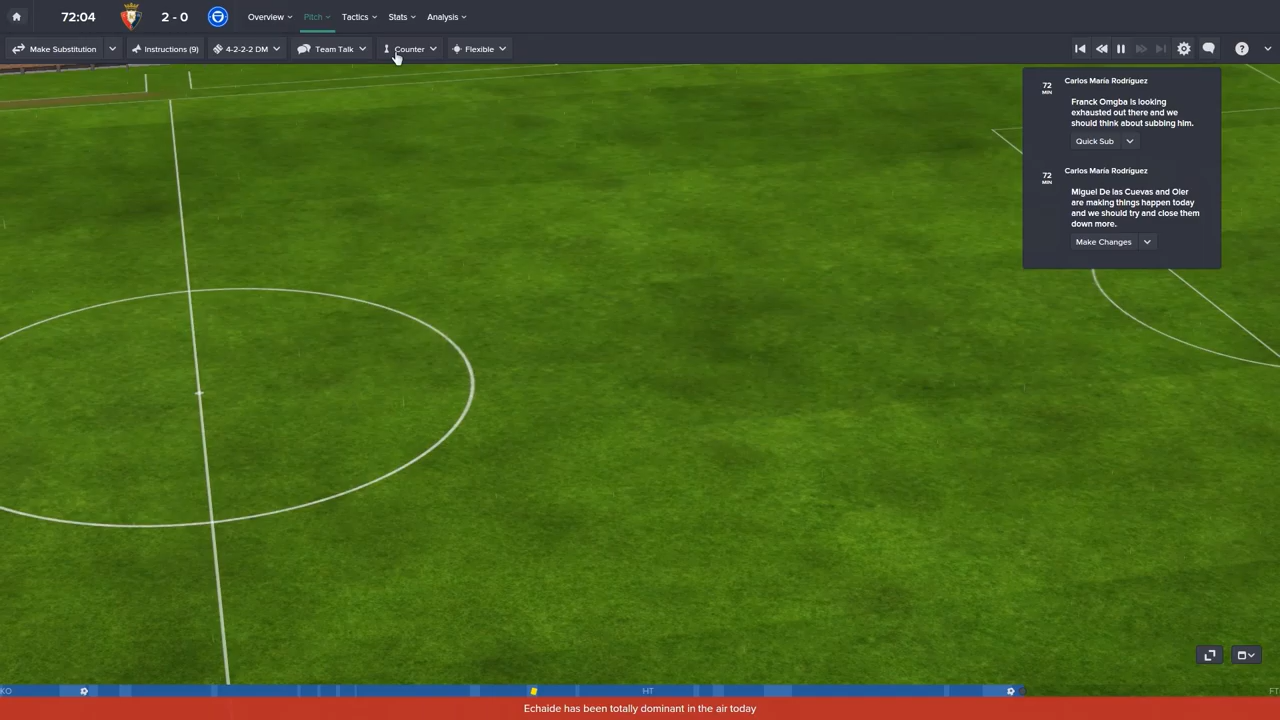 72:04
2 - 0
Overview
Pitch
Tactics
Stats
Analysis
Make Substitution
Instructions (9)
4-2-2-2 DM
Team Talk
Counter
Flexible
72
MIN
Carlos María Rodríguez
Franck Omgba is looking
exhausted out there and we
should think about subbing him.
Quick Sub
72
MIN
Carlos María Rodríguez
Miguel De las Cuevas and Oier
are making things happen today
and we should try and close them
down more.
Make Changes
KO
HT
FT
Echaide has been totally dominant in the air today